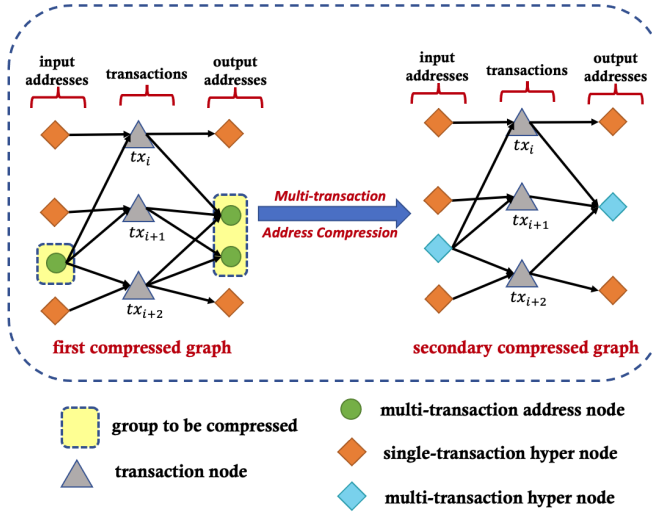 input
addresses
transactions
output
addresses
input
addresses
transactions
output
addresses
tx_i
tx_{i+1}
tx_{i+2}
Multi-transaction
Address Compression
tx_i
tx_{i+1}
tx_{i+2}
first compressed graph
secondary compressed graph
group to be compressed
transaction node
multi-transaction address node
single-transaction hyper node
multi-transaction hyper node